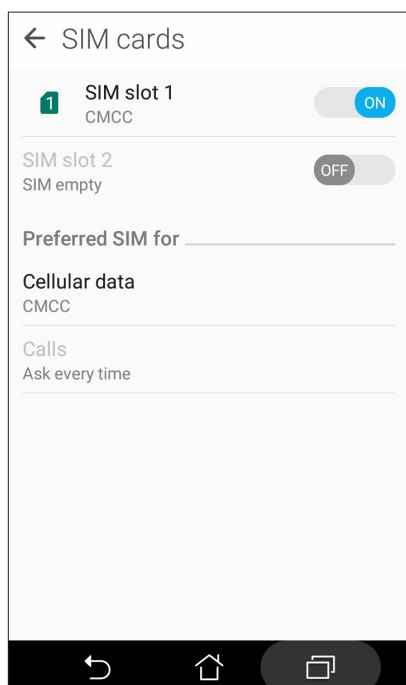 SIM cards
1
SIM slot 1
CMCC
ON
SIM slot 2
SIM empty
OFF
Preferred SIM for
Cellular data
CMCC
Calls
Ask every time